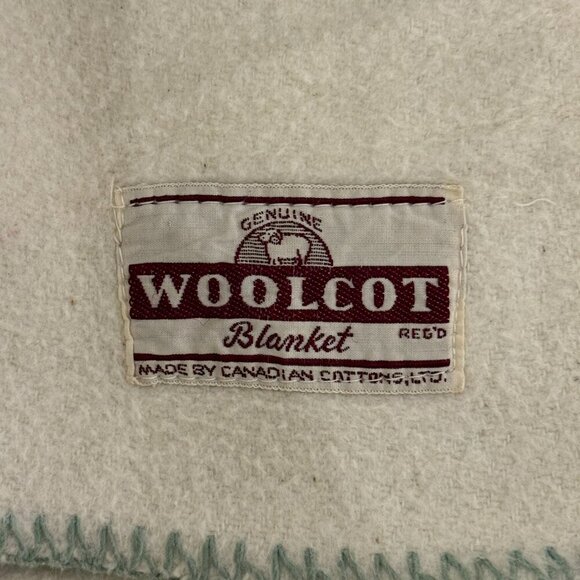 GENUINE
WOOLCOT
Blanket REG'D
MADE BY CANADIAN COTTONS, LTD.